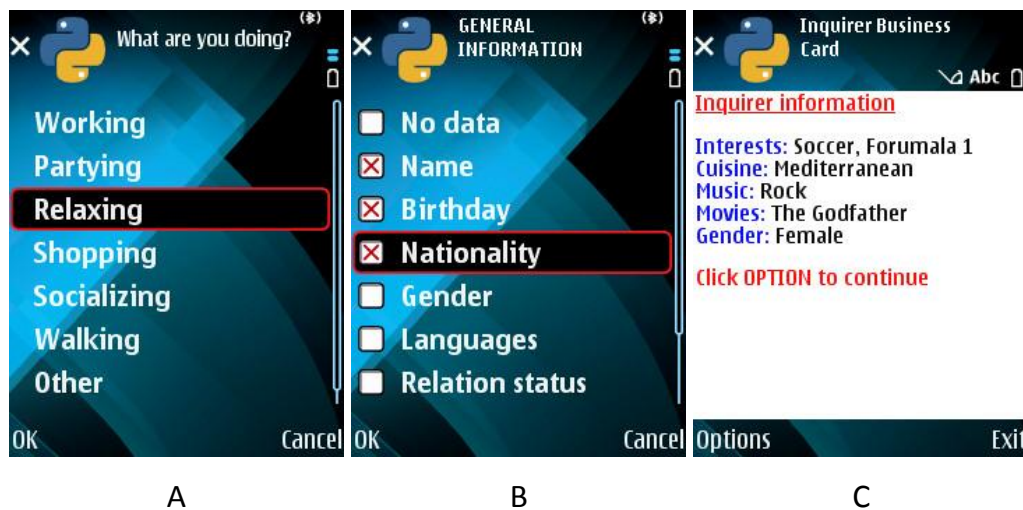 What are you doing?
Working
Partying
Relaxing
Shopping
Socializing
Walking
Other
OK Cancel
GENERAL
INFORMATION
No data
Name
Birthday
Nationality
Gender
Languages
Relation status
OK Cancel
Inquirer Business
Card
Abc
Inquirer information
Interests: Soccer, Forumala 1
Cuisine: Mediterranean
Music: Rock
Movies: The Godfather
Gender: Female
Click OPTION to continue
Options Exit
A B C